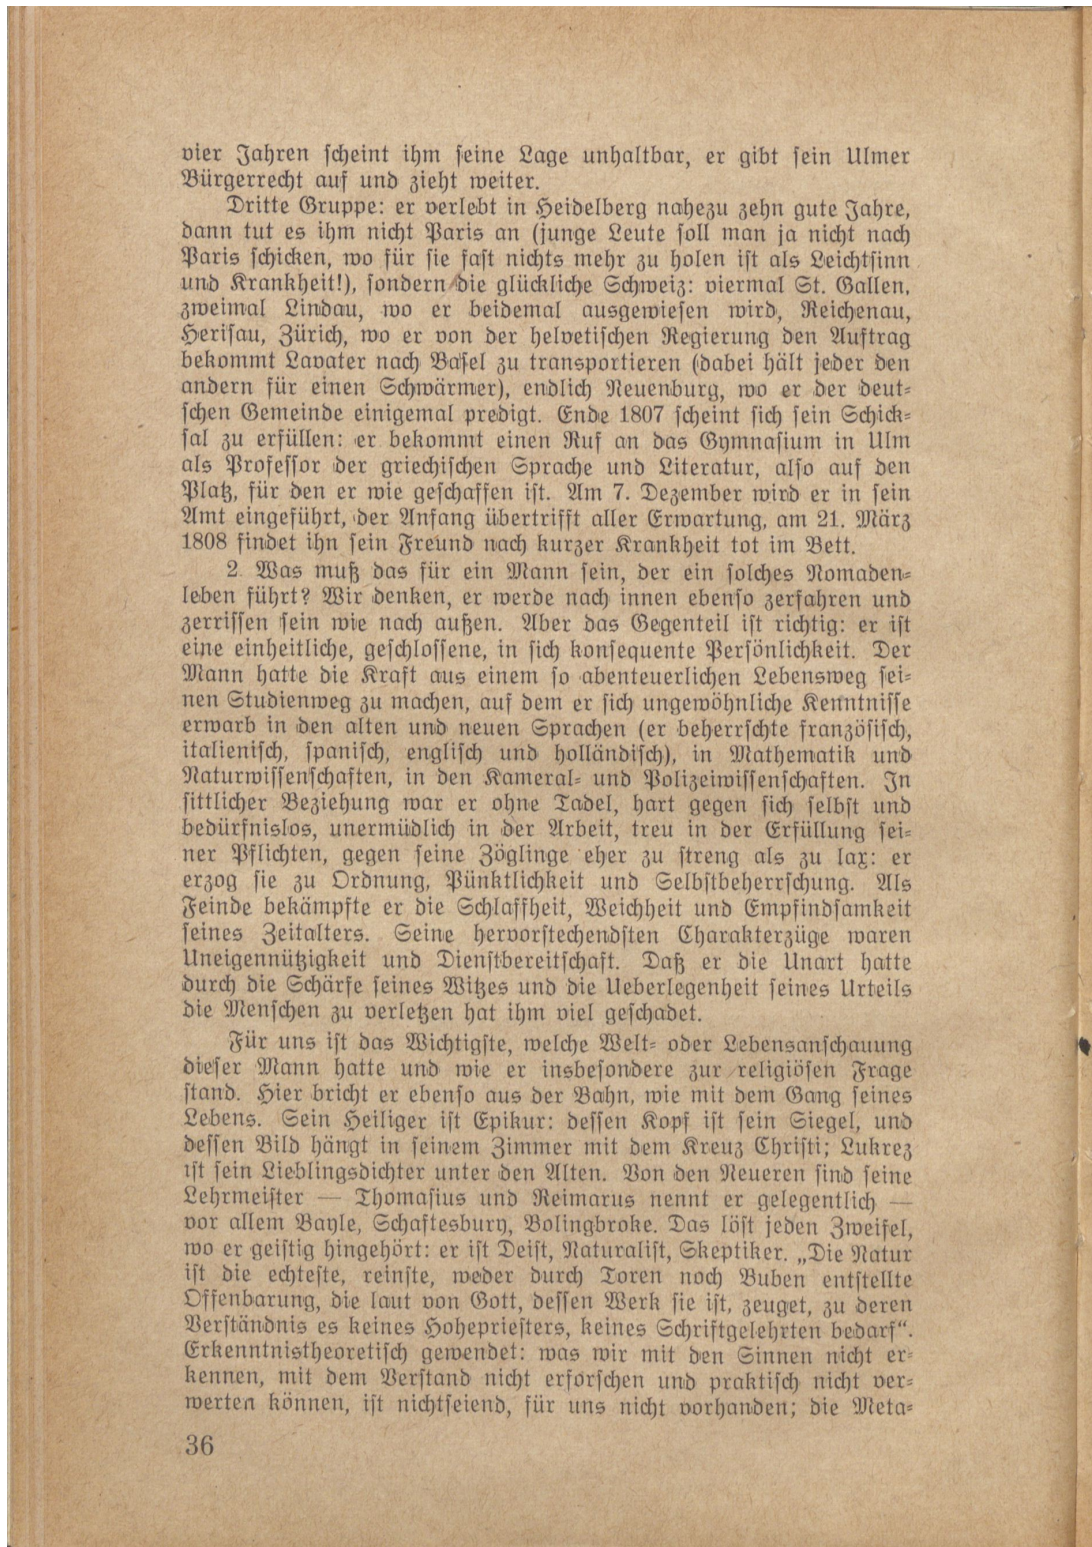 vier Jahren scheint ihm seine Lage unhaltbar, er gibt sein Ulmer
Bürgerrecht auf und zieht weiter.
Dritte Gruppe: er verlebt in Heidelberg nahezu zehn gute Jahre,
dann tut es ihm nicht Paris an (junge Leute soll man ja nicht nach
Paris schicken, wo für sie fast nichts mehr zu holen ist als Leichtsinn
und Krankheit!), sondern die glückliche Schweiz: viermal St. Gallen,
zweimal Lindau, wo er beidemal ausgewiesen wird, Reichenau,
Herisau, Zürich, wo er von der helvetischen Regierung den Auftrag
bekommt Lavater nach Basel zu transportieren (dabei hält jeder den
andern für einen Schwärmer), endlich Neuenburg, wo er der deut-
schen Gemeinde einigemal predigt. Ende 1807 scheint sich sein Schick-
sal zu erfüllen: er bekommt einen Ruf an das Gymnasium in Ulm
als Professor der griechischen Sprache und Literatur, also auf den
Platz, für den er wie geschaffen ist. Am 7. Dezember wird er in sein
Amt eingeführt, der Anfang übertrifft aller Erwartung, am 21. März
1808 findet ihn sein Freund nach kurzer Krankheit tot im Bett.
2. Was muß das für ein Mann sein, der ein solches Nomaden-
leben führt? Wir denken, er werde nach innen ebenso zerfahren und
zerrissen sein wie nach außen. Aber das Gegenteil ist richtig: er ist
eine einheitliche, geschlossene, in sich konsequente Persönlichkeit. Der
Mann hatte die Kraft aus einem so abenteuerlichen Lebensweg sei-
nen Studienweg zu machen, auf dem er sich ungewöhnliche Kenntnisse
erwarb in den alten und neuen Sprachen (er beherrschte französisch,
italienisch, spanisch, englisch und holländisch), in Mathematik und
Naturwissenschaften, in den Kameral- und Polizeiwissenschaften. In
sittlicher Beziehung war er ohne Tadel, hart gegen sich selbst und
bedürfnislos, unermüdlich in der Arbeit, treu in der Erfüllung sei-
ner Pflichten, gegen seine Zöglinge eher zu streng als zu lax: er
erzog sie zu Ordnung, Pünktlichkeit und Selbstbeherrschung. Als
Feinde bekämpfte er die Schlaffheit, Weichheit und Empfindsamkeit
seines Zeitalters. Seine hervorstechendsten Charakterzüge waren
Uneigennützigkeit und Dienstbereitschaft. Daß er die Unart hatte
durch die Schärfe seines Witzes und die Ueberlegenheit seines Urteils
die Menschen zu verletzen hat ihm viel geschadet.
Für uns ist das Wichtigste, welche Welt- oder Lebensanschauung
dieser Mann hatte und wie er insbesondere zur religiösen Frage
stand. Hier bricht er ebenso aus der Bahn, wie mit dem Gang seines
Lebens. Sein Heiliger ist Epikur: dessen Kopf ist sein Siegel, und
dessen Bild hängt in seinem Zimmer mit dem Kreuz Christi; Lukrez
ist sein Lieblingsdichter unter den Alten. Von den Neueren sind seine
Lehrmeister — Thomasius und Reimarus nennt er gelegentlich —
vor allem Bayle, Schaftesbury, Bolingbroke. Das löst jeden Zweifel,
wo er geistig hingehört: er ist Deist, Naturalist, Skeptiker. „Die Natur
ist die echteste, reinste, weder durch Toren noch Buben entstellte
Offenbarung, die laut von Gott, dessen Werk sie ist, zeuget, zu deren
Verständnis es keines Hohepriesters, keines Schriftgelehrten bedarf“.
Erkenntnistheoretisch gewendet: was wir mit den Sinnen nicht er-
kennen, mit dem Verstand nicht erforschen und praktisch nicht ver-
werten können, ist nichtseiend, für uns nicht vorhanden; die Meta-
36